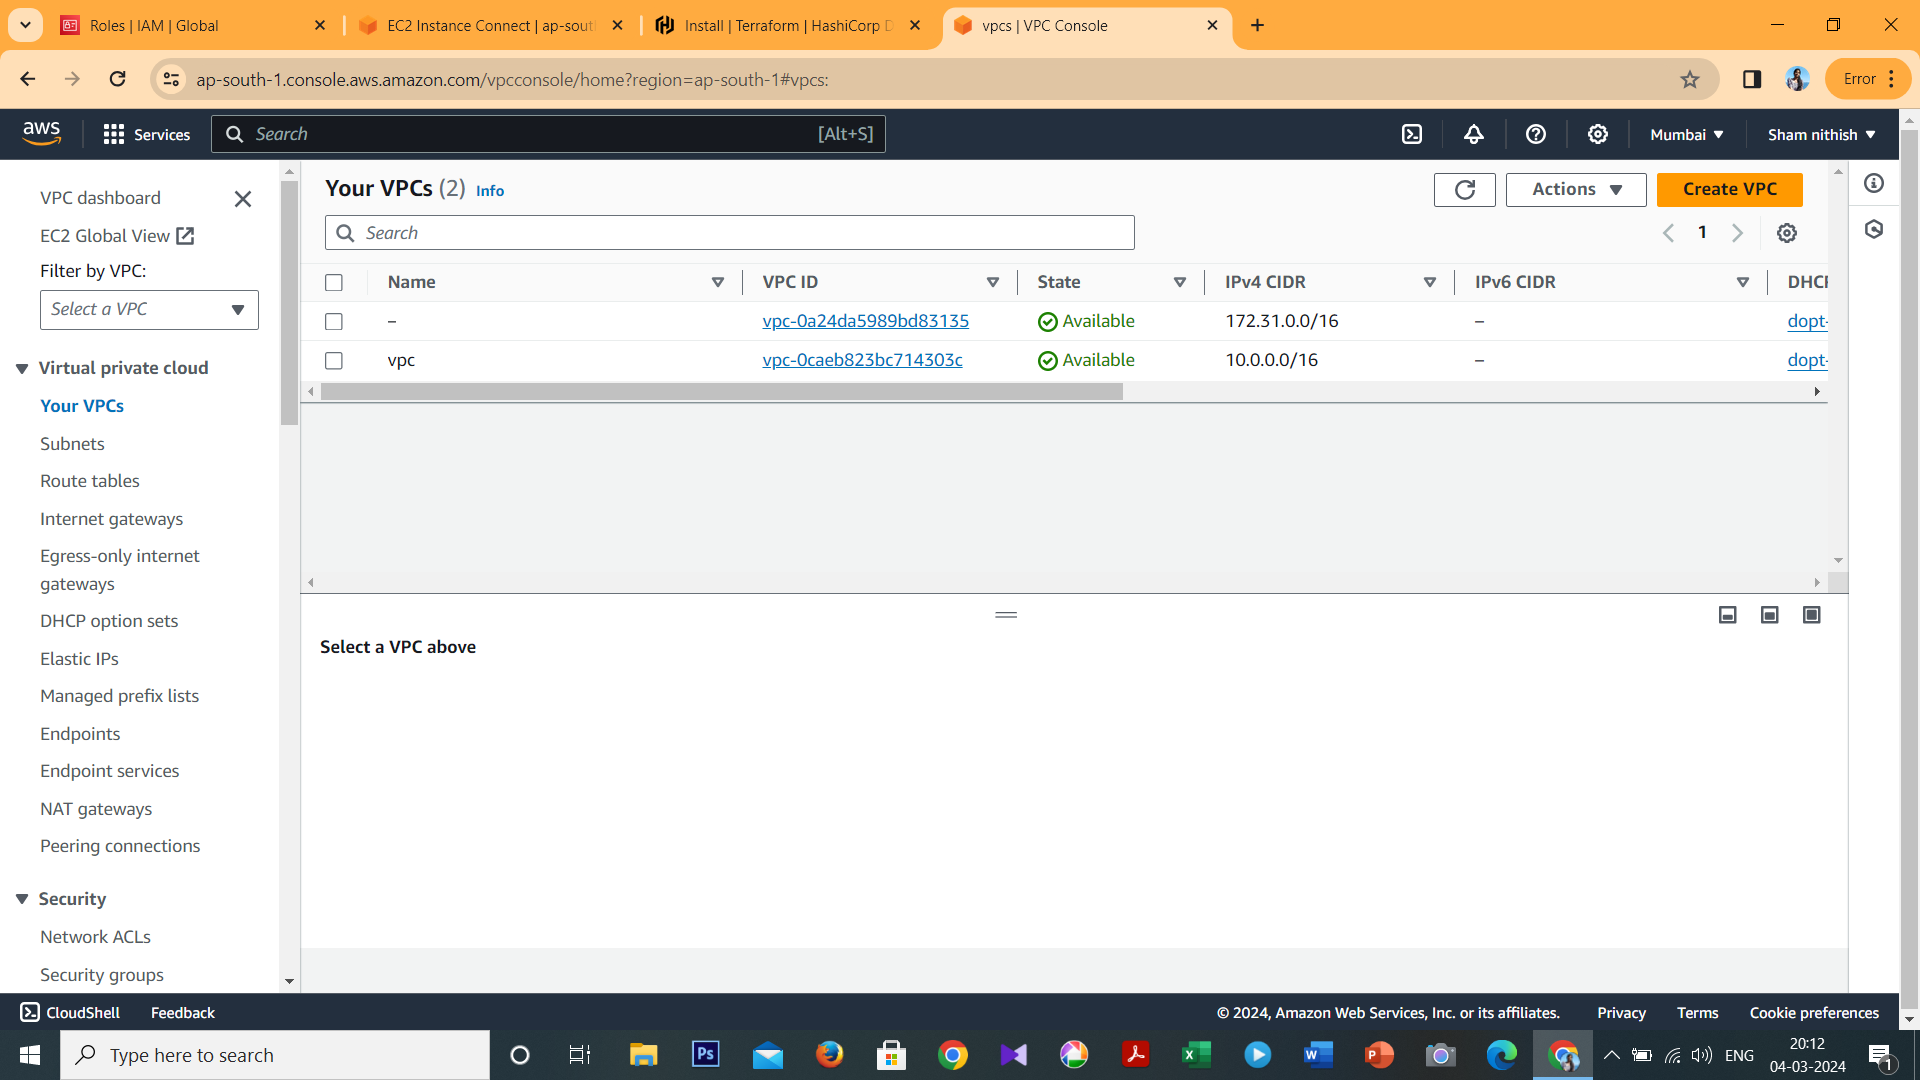 Roles | IAM | Global
EC2 Instance Connect | ap-sout
Install | Terraform | HashiCorp D
vpcs | VPC Console
ap-south-1.console.aws.amazon.com/vpcconsole/home?region=ap-south-1#vpcs:
Error
aws
Services
Search
[Alt+S]
Mumbai
Sham nithish
VPC dashboard
EC2 Global View
Filter by VPC:
Select a VPC
Virtual private cloud
Your VPCs
Subnets
Route tables
Internet gateways
Egress-only internet
gateways
DHCP option sets
Elastic IPs
Managed prefix lists
Endpoints
Endpoint services
NAT gateways
Peering connections
Security
Network ACLs
Security groups
Your VPCs (2) Info
Actions
Create VPC
Search
1
Name VPC ID State IPv4 CIDR IPv6 CIDR DHCP
– vpc-0a24da5989bd83135 Available 172.31.0.0/16 – dopt-
vpc vpc-0caeb823bc714303c Available 10.0.0.0/16 – dopt-
Select a VPC above
CloudShell
Feedback
© 2024, Amazon Web Services, Inc. or its affiliates.
Privacy
Terms
Cookie preferences
Type here to search
Ps
ENG
20:12
04-03-2024
1